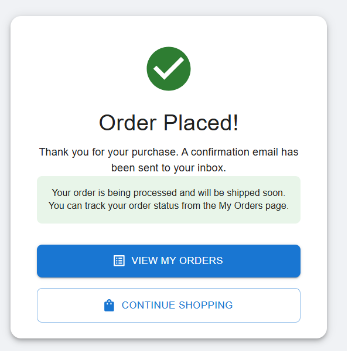 Order Placed!
Thank you for your purchase. A confirmation email has
been sent to your inbox.
Your order is being processed and will be shipped soon.
You can track your order status from the My Orders page.
VIEW MY ORDERS
CONTINUE SHOPPING